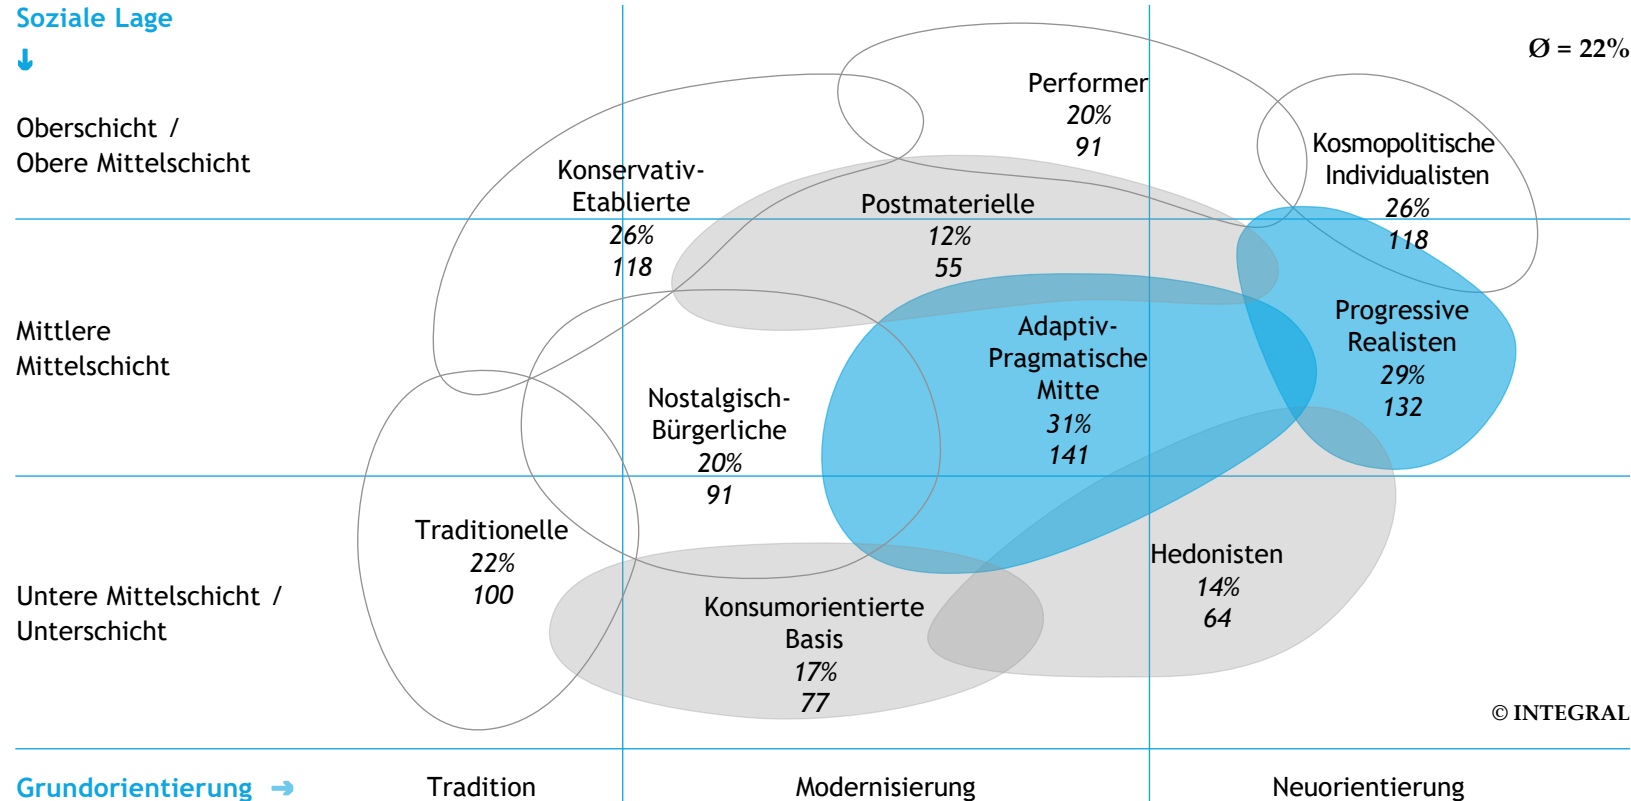 Soziale Lage
Ø = 22%
Oberschicht /
Obere Mittelschicht
Mittlere
Mittelschicht
Untere Mittelschicht /
Unterschicht
Konservativ-
Etablierte
26%
118
Performer
20%
91
Kosmopolitische
Individualisten
26%
118
Postmaterielle
12%
55
Adaptiv-
Pragmatische
Mitte
31%
141
Progressive
Realisten
29%
132
Nostalgisch-
Bürgerliche
20%
91
Traditionelle
22%
100
Konsumorientierte
Basis
17%
77
Hedonisten
14%
64
© INTEGRAL
Grundorientierung
Tradition
Modernisierung
Neuorientierung